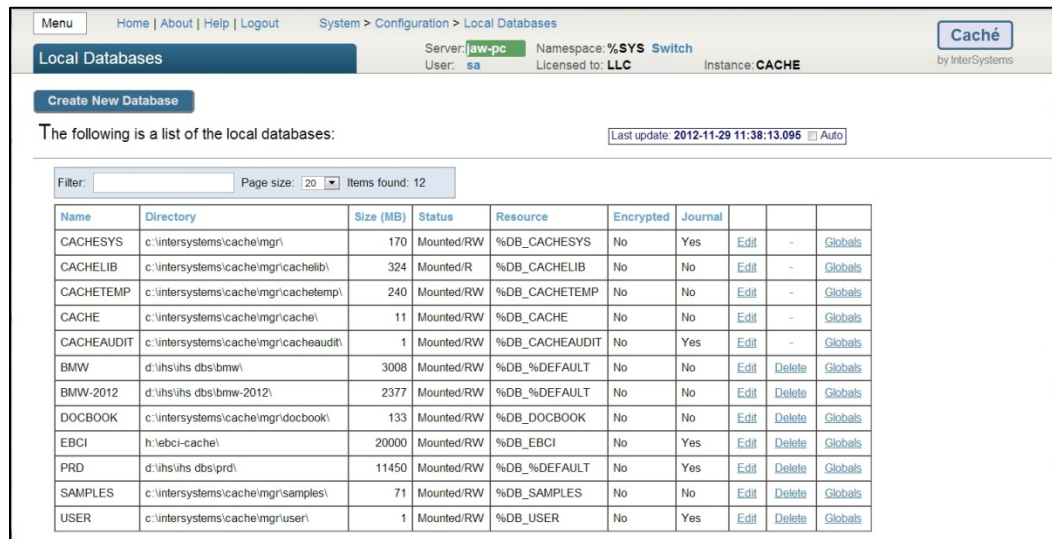 Menu Home | About | Help | Logout System > Configuration > Local Databases
Caché
by InterSystems
Local Databases
Server: jaw-pc Namespace: %SYS Switch
User: sa Licensed to: LLC Instance: CACHE
Create New Database
The following is a list of the local databases:
Last update: 2012-11-29 11:38:13.095 Auto
Filter: Page size: 20 Items found: 12
Name Directory Size (MB) Status Resource Encrypted Journal
CACHESYS c:\intersystems\cache\mgr\ 170 Mounted/RW %DB_CACHESYS No Yes Edit - Globals
CACHELIB c:\intersystems\cache\mgr\cachelib\ 324 Mounted/R %DB_CACHELIB No No Edit - Globals
CACHETEMP c:\intersystems\cache\mgr\cachetemp\ 240 Mounted/RW %DB_CACHETEMP No No Edit - Globals
CACHE c:\intersystems\cache\mgr\cache\ 11 Mounted/RW %DB_CACHE No No Edit - Globals
CACHEAUDIT c:\intersystems\cache\mgr\cacheaudit\ 1 Mounted/RW %DB_CACHEAUDIT No Yes Edit - Globals
BMW d:\ihs\ihs dbs\bmw\ 3008 Mounted/RW %DB_%DEFAULT No Yes Edit Delete Globals
BMW-2012 d:\ihs\ihs dbs\bmw-2012\ 2377 Mounted/RW %DB_%DEFAULT No Yes Edit Delete Globals
DOCBOOK c:\intersystems\cache\mgr\docbook\ 133 Mounted/RW %DB_DOCBOOK No No Edit Delete Globals
EBCI h:\ebci-cache\ 20000 Mounted/RW %DB_EBCI No Yes Edit Delete Globals
PRD d:\ihs\ihs dbs\prd\ 11450 Mounted/RW %DB_%DEFAULT No Yes Edit Delete Globals
SAMPLES c:\intersystems\cache\mgr\samples\ 71 Mounted/RW %DB_SAMPLES No No Edit Delete Globals
USER c:\intersystems\cache\mgr\user\ 1 Mounted/RW %DB_USER No Yes Edit Delete Globals